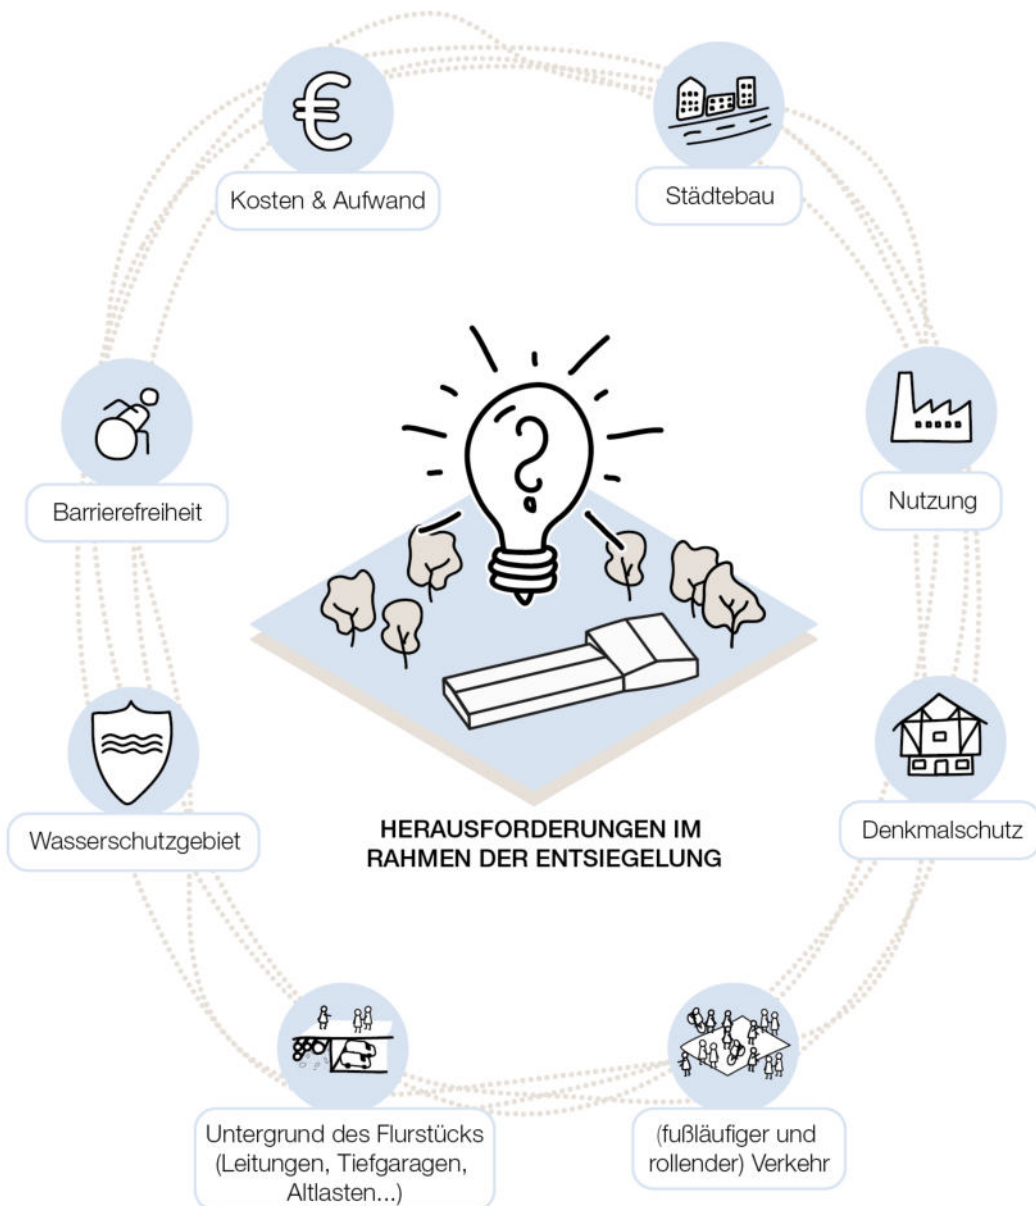 Kosten & Aufwand
Städtebau
Barrierefreiheit
Nutzung
Wasserschutzgebiet
HERAUSFORDERUNGEN IM
RAHMEN DER ENTSIEGELUNG
Denkmalschutz
Untergrund des Flurstücks
(Leitungen, Tiefgaragen,
Altlasten...)
(fußläufiger und
rollender) Verkehr